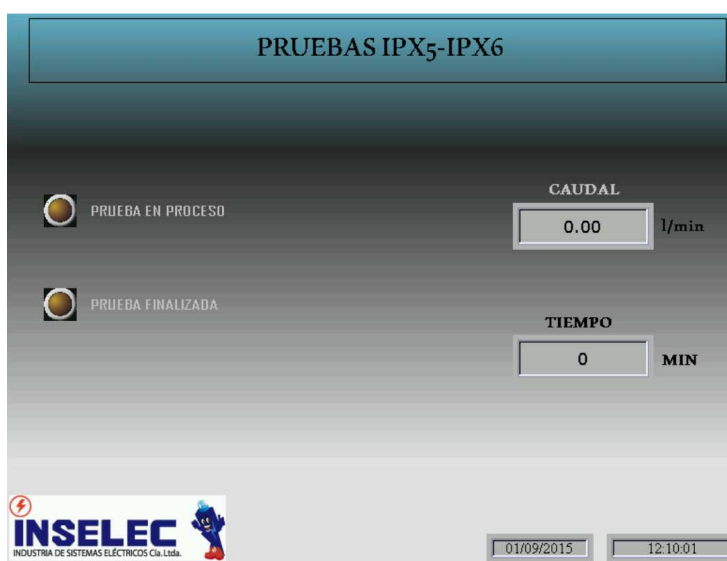 PRUEBAS IPX5-IPX6
PRUEBA EN PROCESO
CAUDAL
0.00 l/min
PRUEBA FINALIZADA
TIEMPO
0 MIN
INSELEC
INDUSTRIA DE SISTEMAS ELÉCTRICOS Cía. Ltda.
01/09/2015 12:10:01